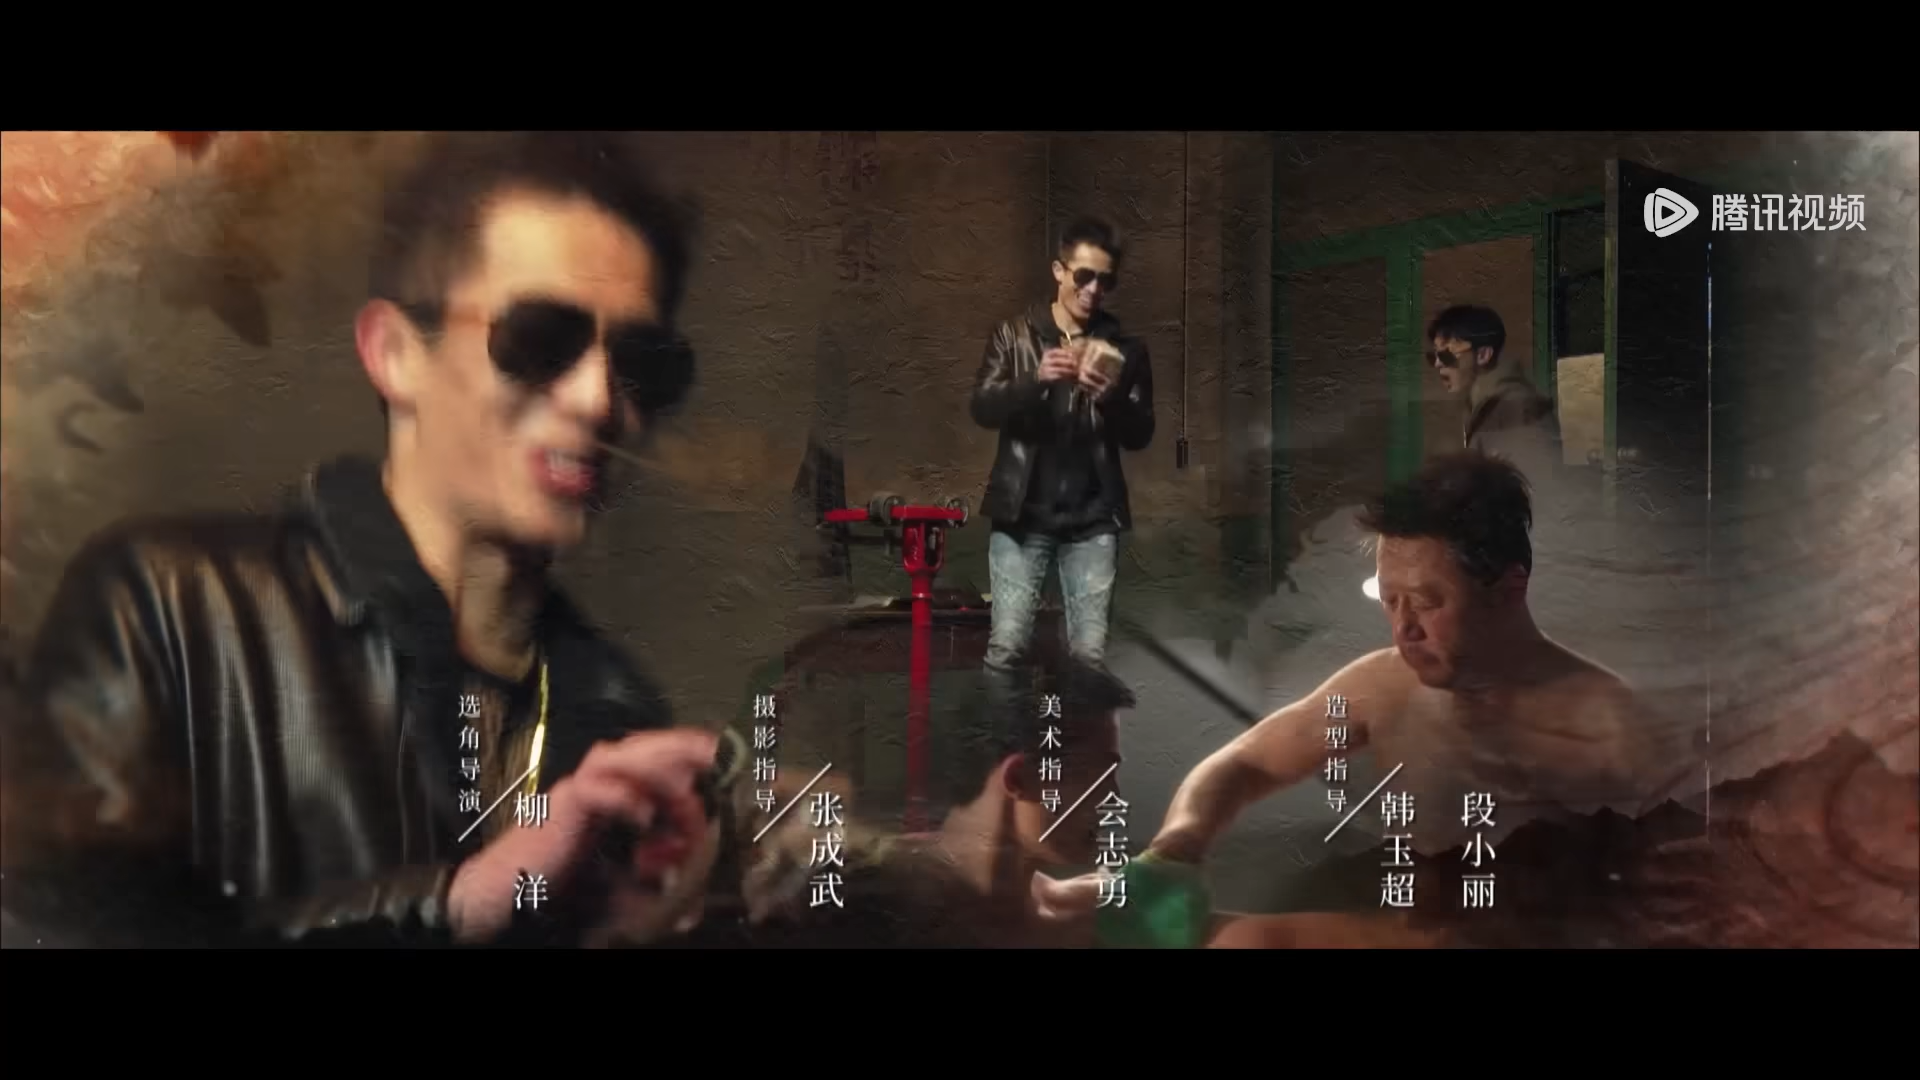 腾讯视频
选角导演
柳洋
摄影指导
张成武
美术指导
会志勇
造型指导
韩玉超
段小丽